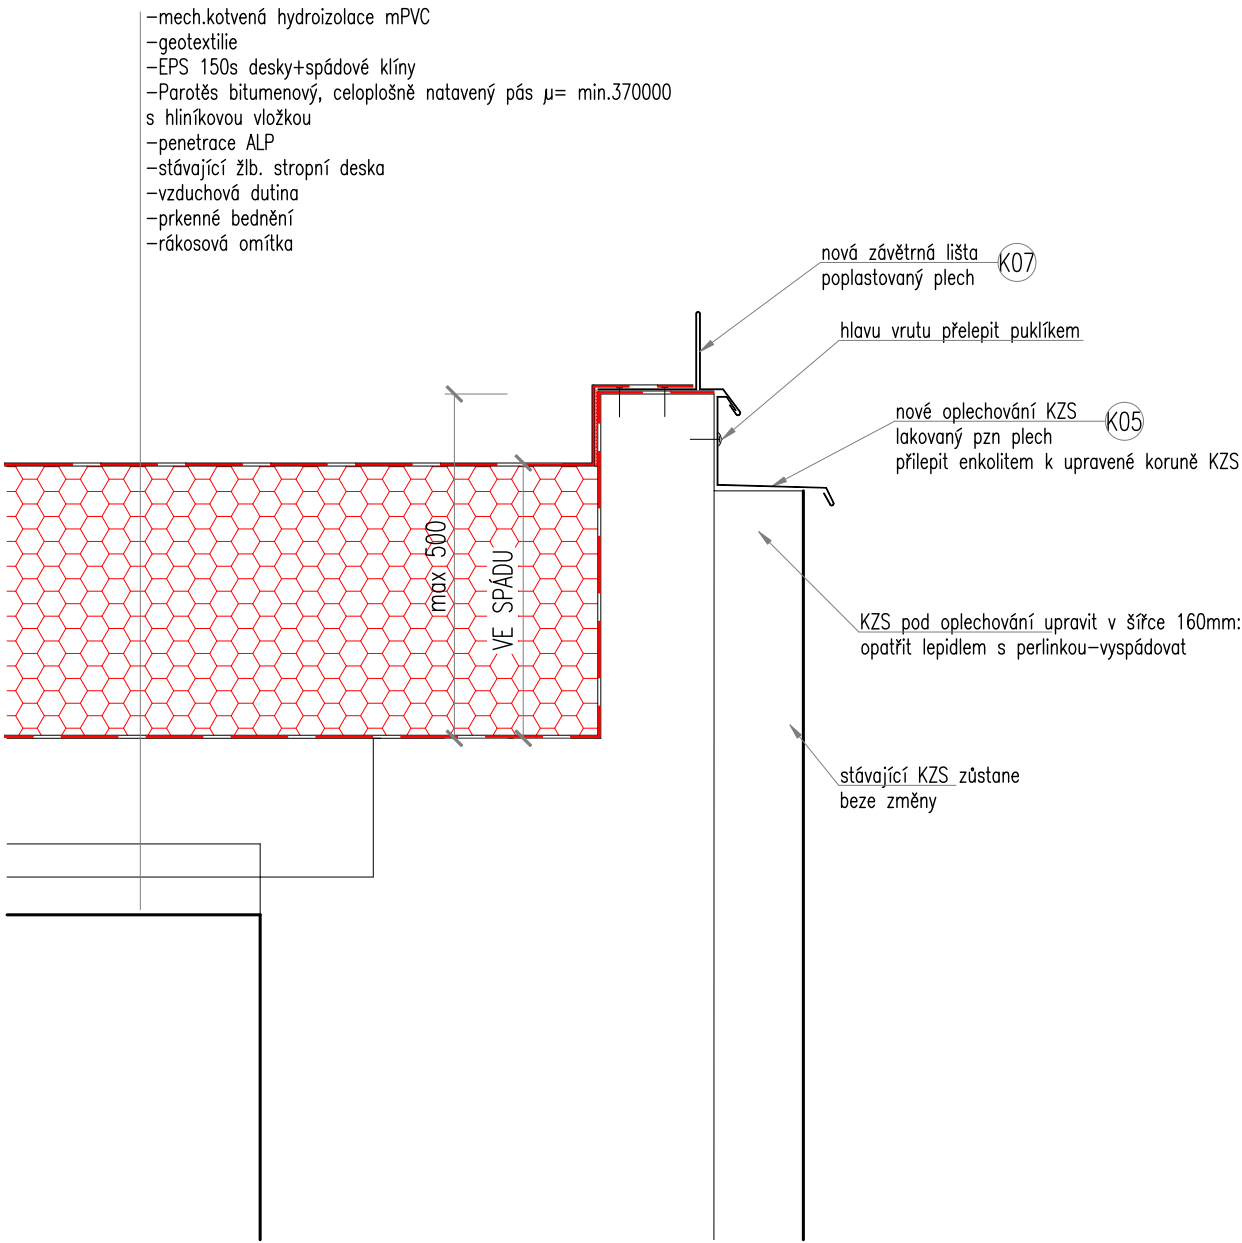 -mech.kotvená hydroizolace mPVC
-geotextilie
-EPS 150s desky+spádové klíny
-Parotěs bitumenový, celoplošně natavený pás µ= min.370000
s hliníkovou vložkou
-penetrace ALP
-stávající žlb. stropní deska
-vzduchová dutina
-prkenné bednění
-rákosová omítka
nová závětrná lišta
poplastovaný plech
K07
hlavu vrutu přelepit puklíkem
nové oplechování KZS
lakovaný pzn plech
přilepit enkolitem k upravené koruně KZS
K05
max 500
VE SPÁDU
KZS pod oplechování upravit v šířce 160mm:
opatřit lepidlem s perlinkou-vyspádovat
stávající KZS zůstane
beze změny